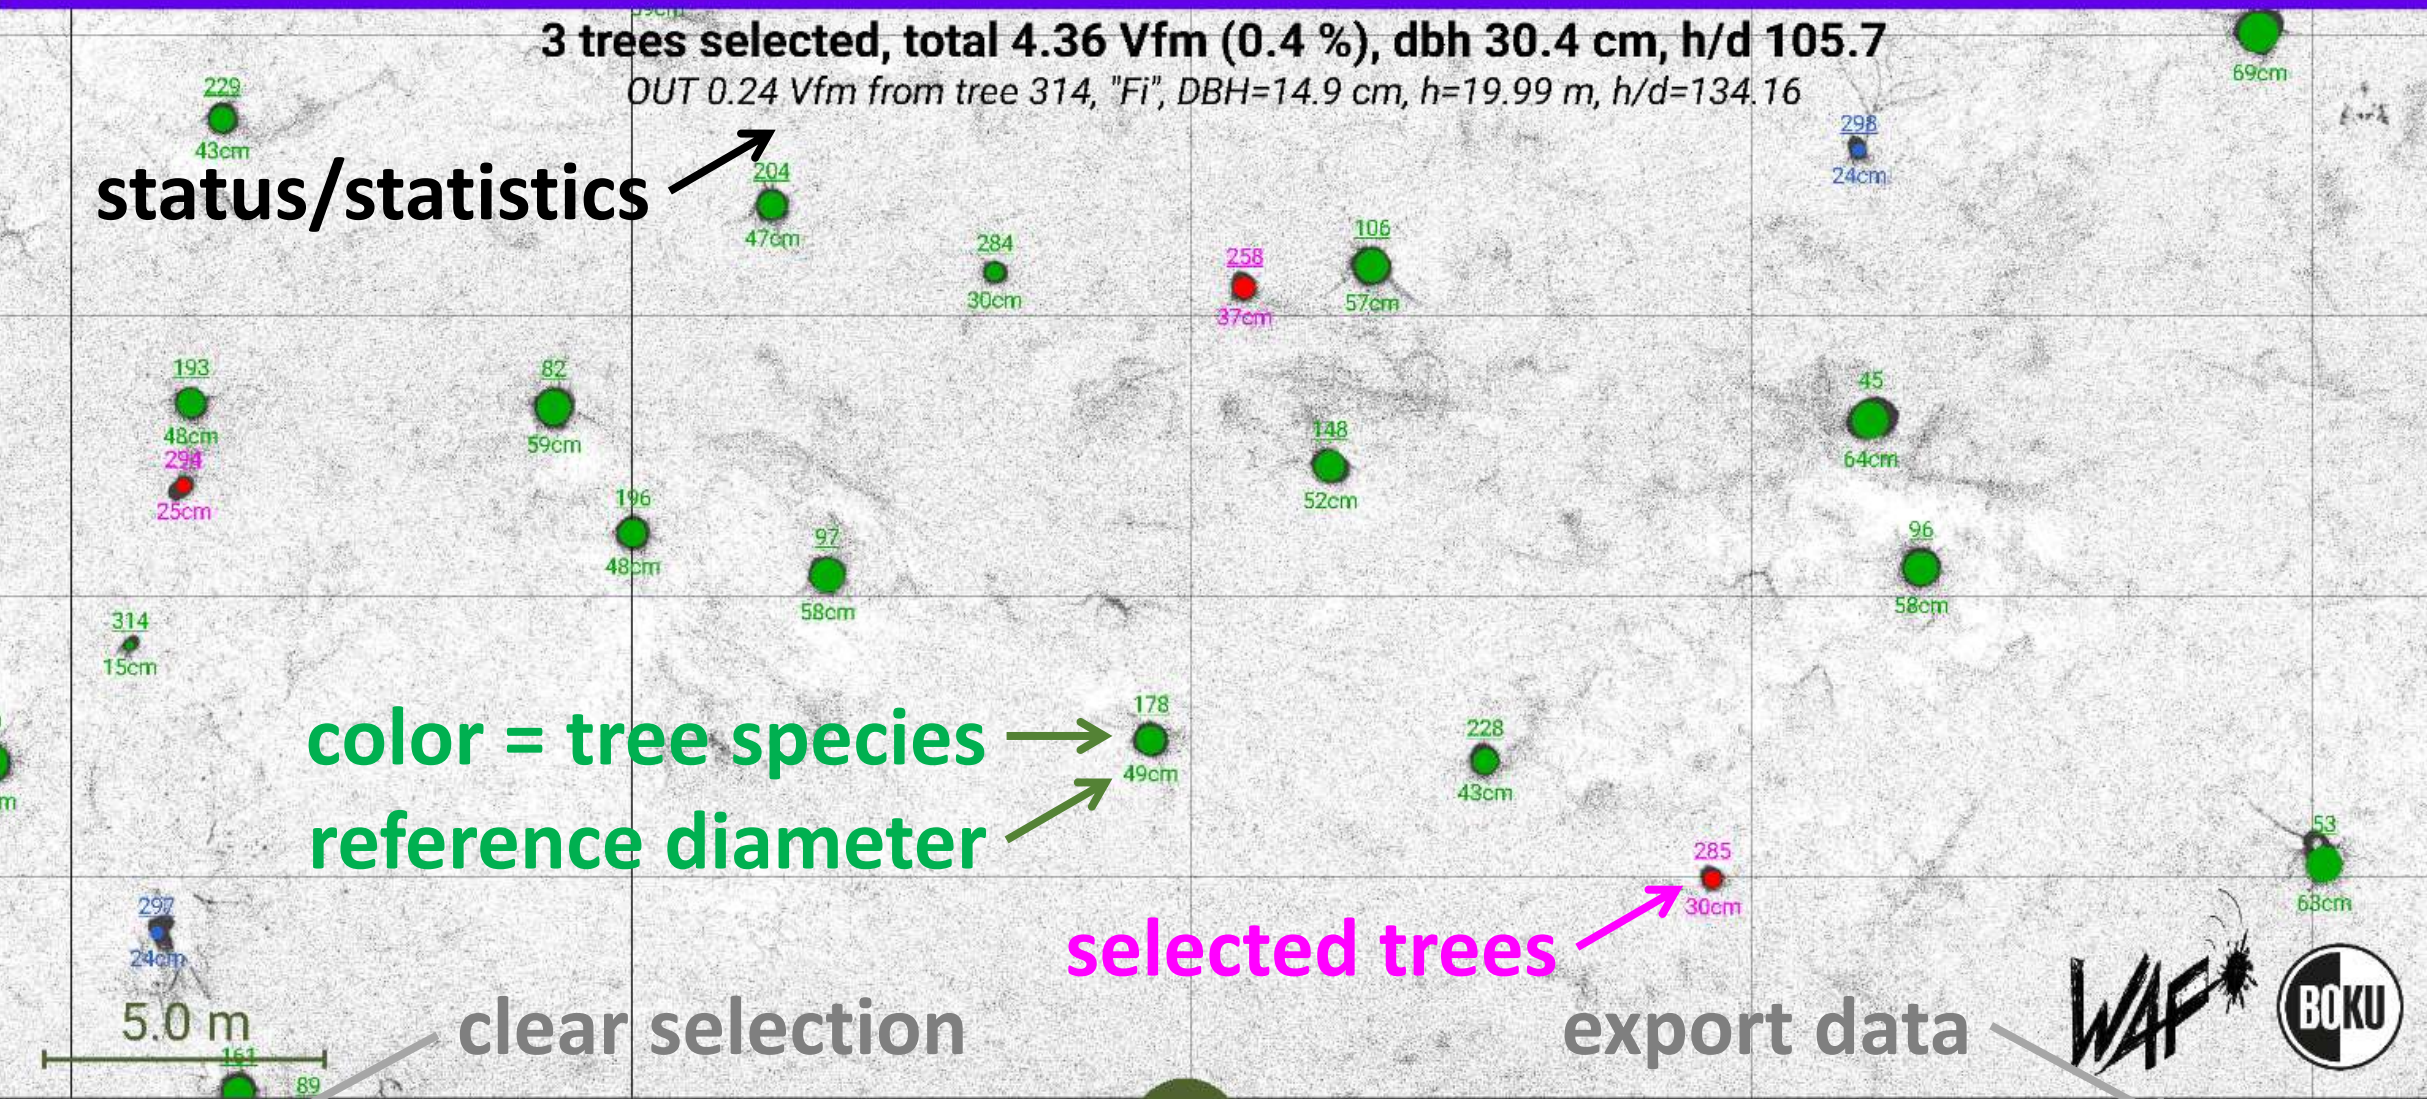 3 trees selected, total 4.36 Vfm (0.4 %), dbh 30.4 cm, h/d 105.7
OUT 0.24 Vfm from tree 314, "Fi", DBH=14.9 cm, h=19.99 m, h/d=134.16
69cm
229
43cm
298
24cm
status/statistics
204
47cm
284
30cm
258
37cm
106
57cm
193
48cm
294
25cm
82
59cm
196
48cm
97
58cm
148
52cm
45
64cm
96
58cm
314
15cm
color = tree species
reference diameter
178
49cm
228
43cm
285
30cm
selected trees
53
63cm
297
24cm
5.0 m
clear selection
export data
WAF
BOKU
161
89